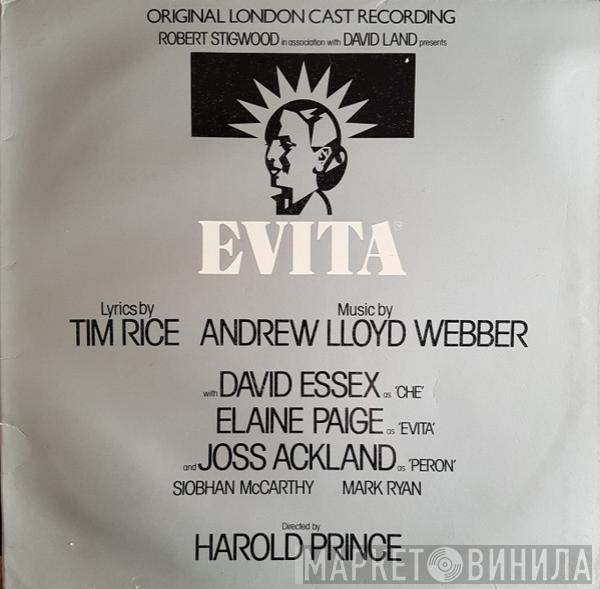 ORIGINAL LONDON CAST RECORDING
ROBERT STIGWOOD in association with DAVID LAND presents
EVITA
Lyrics by Music by
TIM RICE ANDREW LLOYD WEBBER
with DAVID ESSEX as 'CHE'
ELAINE PAIGE as 'EVITA'
and JOSS ACKLAND as 'PERON'
SIOBHAN McCARTHY MARK RYAN
Directed by
HAROLD PRINCE
МАРКЕТ ВИНИЛА